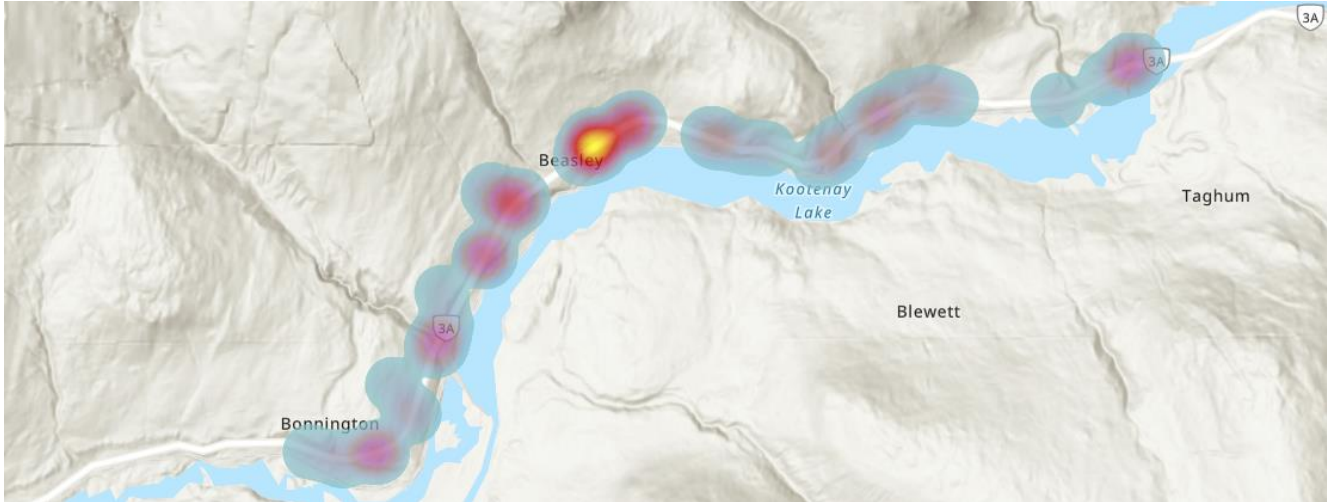 3A
3A
Beasley
Kootenay
Lake
Taghum
Blewett
3A
Bonnington